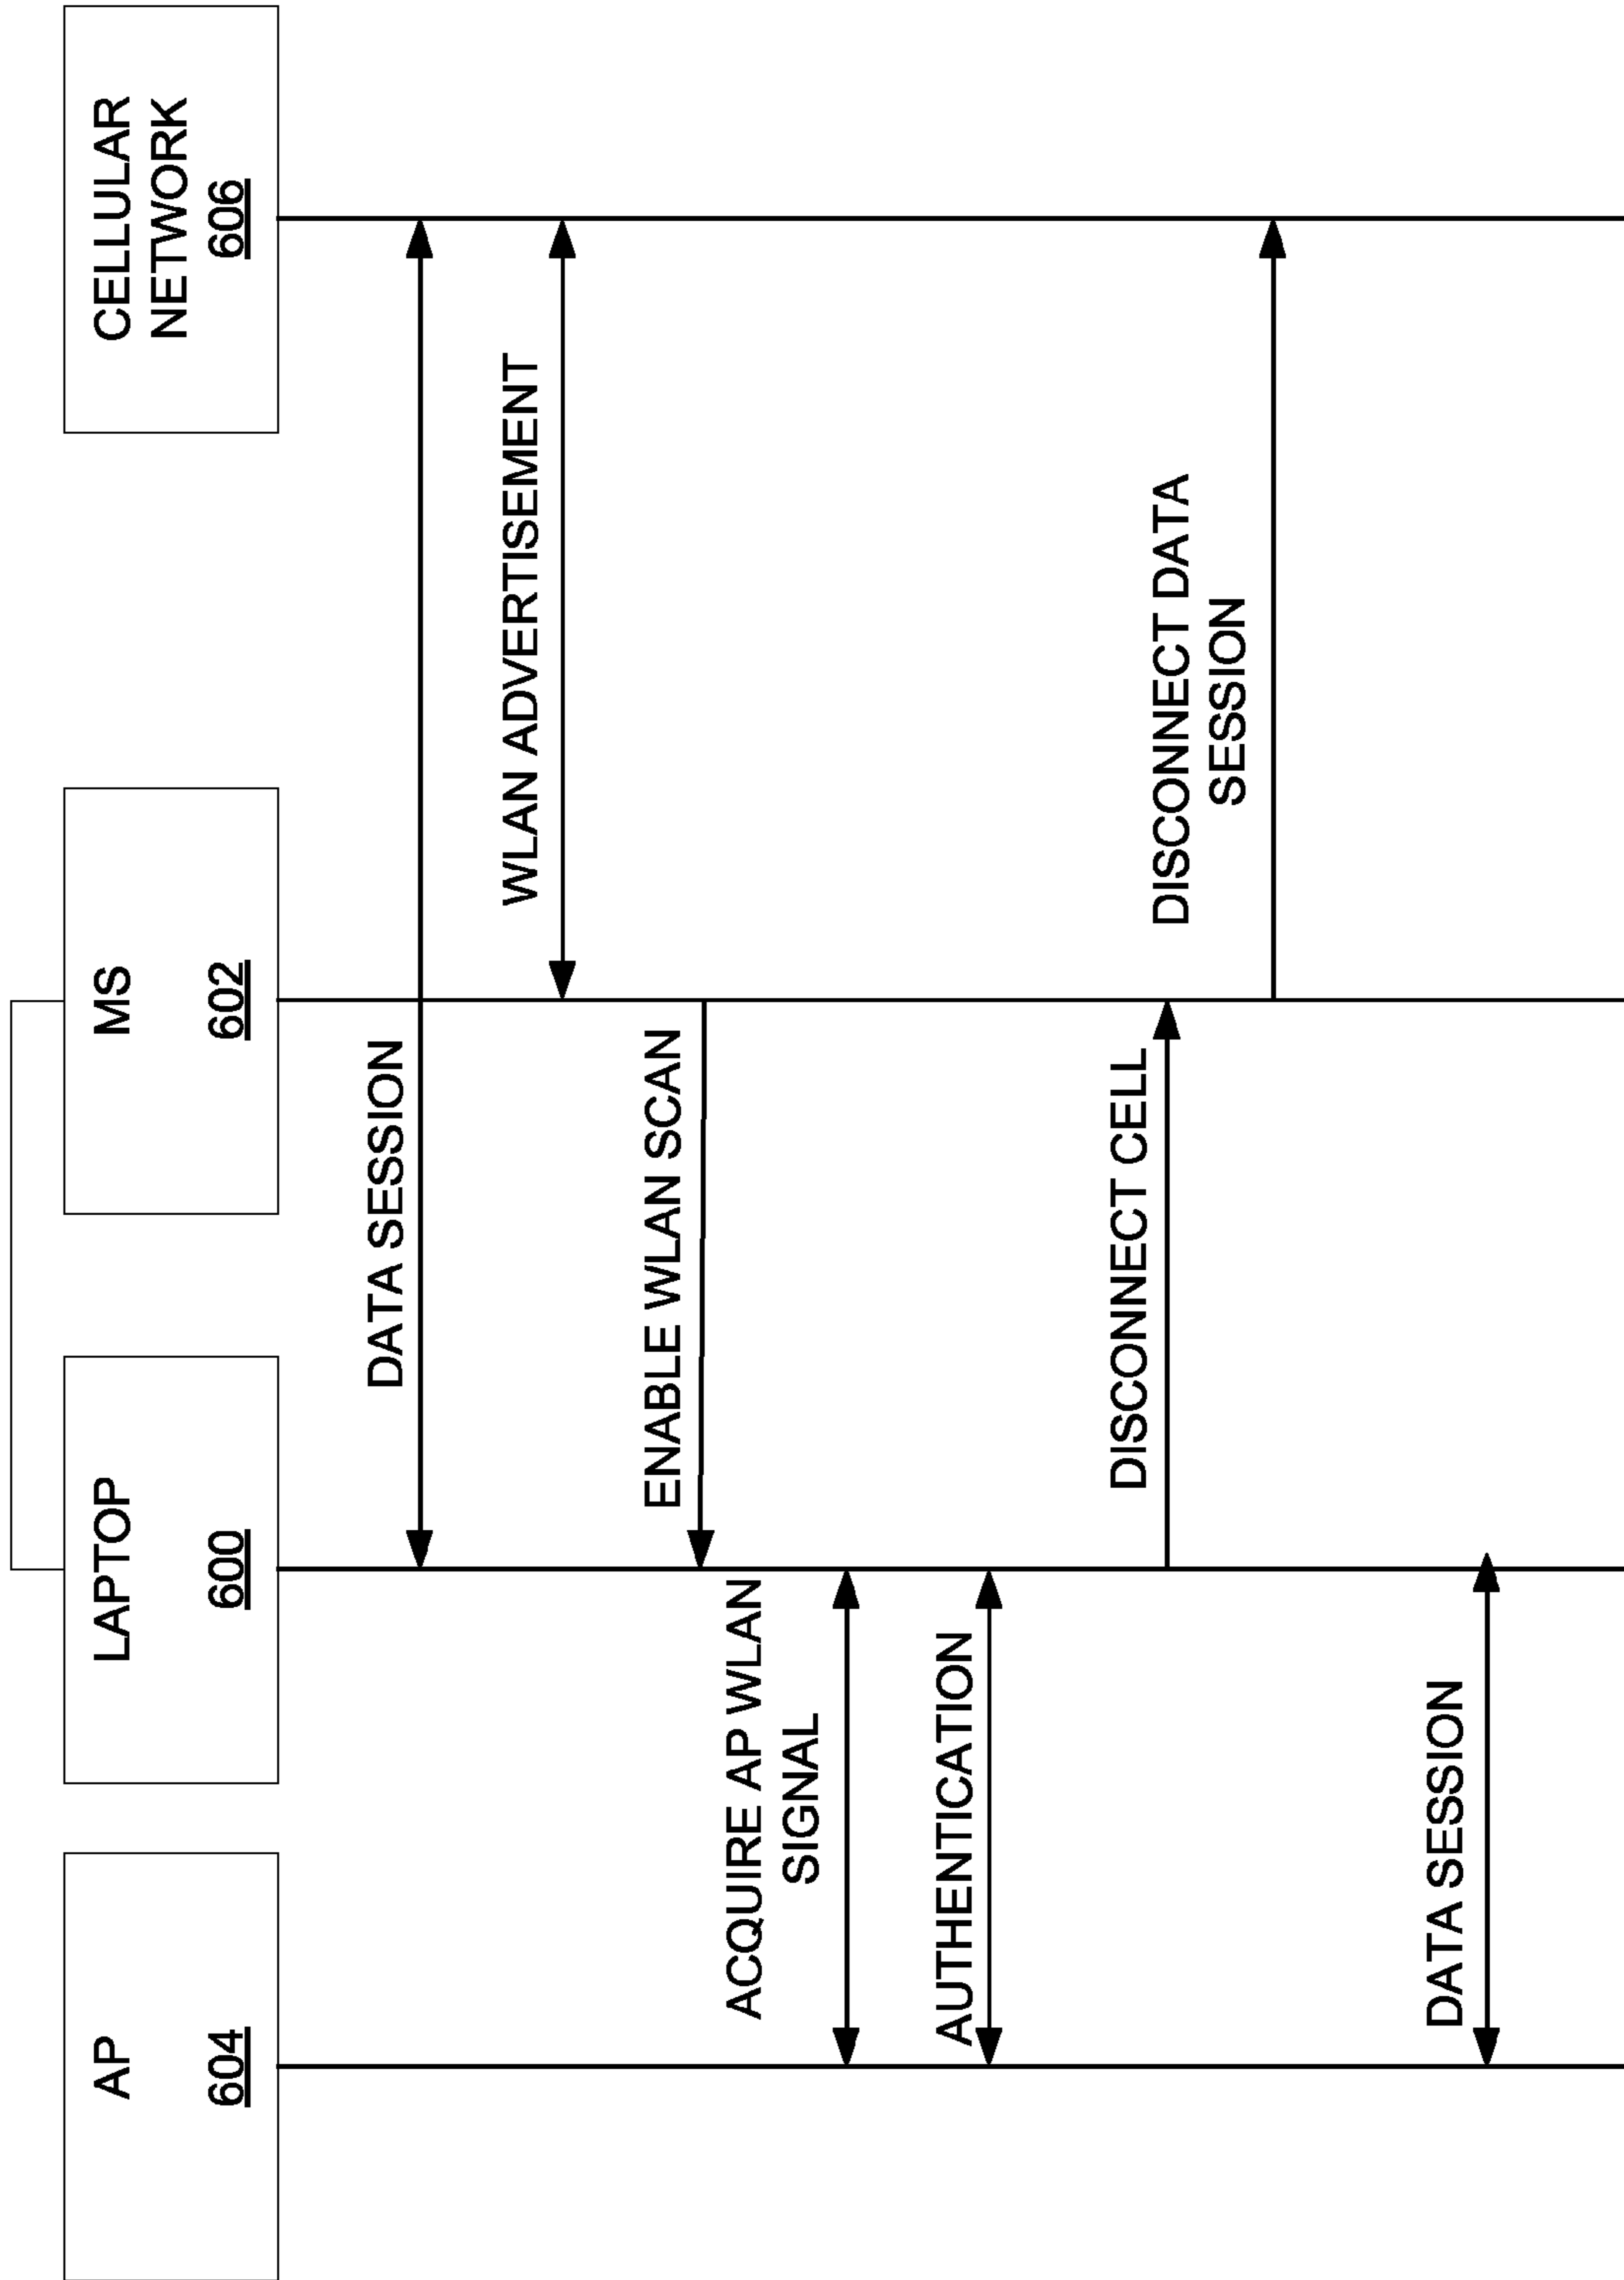 AP
604
LAPTOP
600
MS
602
CELLULAR
NETWORK
606
DATA SESSION
WLAN ADVERTISEMENT
ENABLE WLAN SCAN
ACQUIRE AP WLAN
SIGNAL
AUTHENTICATION
DISCONNECT CELL
DISCONNECT DATA
SESSION
DATA SESSION